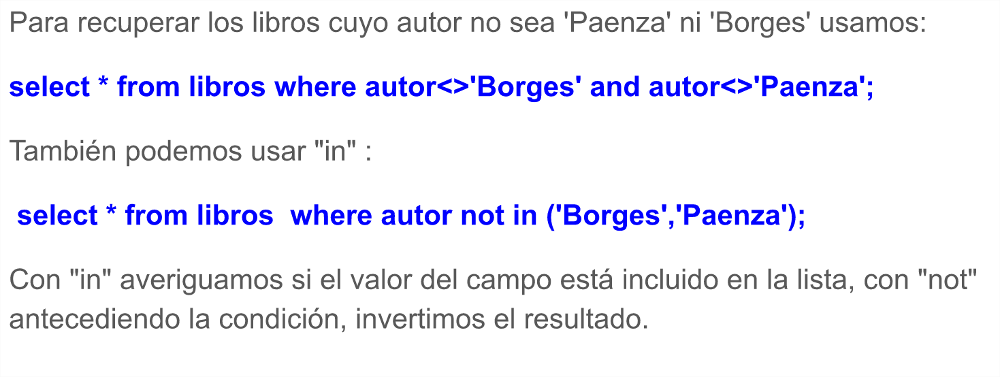 Para recuperar los libros cuyo autor no sea 'Paenza' ni 'Borges' usamos:
select * from libros where autor<>'Borges' and autor<>'Paenza';
También podemos usar "in" :
select * from libros  where autor not in ('Borges','Paenza');
Con "in" averiguamos si el valor del campo está incluido en la lista, con "not"
antecediendo la condición, invertimos el resultado.